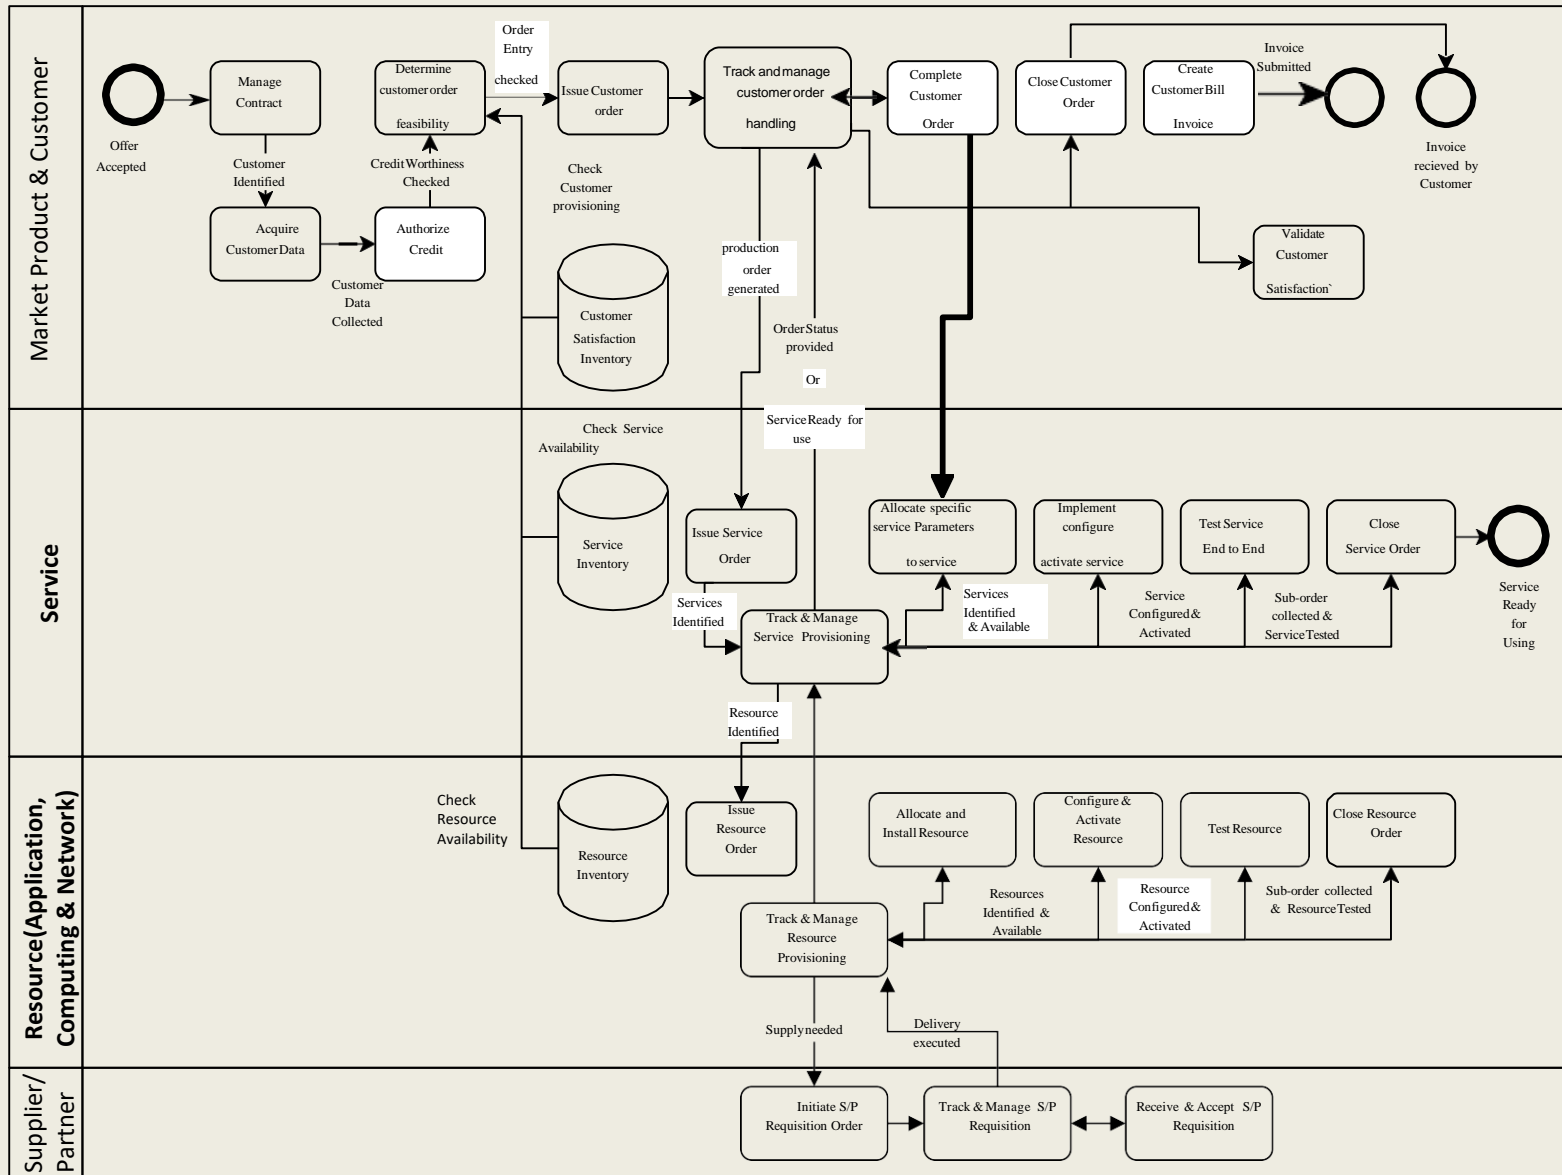 Market Product & Customer
Offer
Accepted
Manage
Contract
Customer
Identified
Acquire
Customer Data
Customer
Data
Collected
Authorize
Credit
Credit Worthiness
Checked
Determine
customer order
feasibility
Order
Entry
checked
Issue Customer
order
Check
Customer
provisioning
Customer
Satisfaction
Inventory
Track and manage
customer order
handling
production
order
generated
Order Status
provided
Or
Service Ready for
use
Complete
Customer
Order
Close Customer
Order
Create
Customer Bill
Invoice
Invoice
Submitted
Invoice
recieved by
Customer
Validate
Customer
Satisfaction`
Service
Check Service
Availability
Service
Inventory
Issue Service
Order
Services
Identified
Track & Manage
Service Provisioning
Allocate specific
service Parameters
to service
Services
Identified
& Available
Implement
configure
activate service
Service
Configured &
Activated
Test Service
End to End
Sub-order
collected &
Service Tested
Close
Service Order
Service
Ready
for
Using
Resource
Identified
Resource(Application,
Computing & Network)
Check
Resource
Availability
Resource
Inventory
Issue
Resource
Order
Track & Manage
Resource
Provisioning
Allocate and
Install Resource
Resources
Identified &
Available
Configure &
Activate
Resource
Resource
Configured &
Activated
Test Resource
Sub-order collected
& Resource Tested
Close Resource
Order
Supply needed
Delivery
executed
Supplier/
Partner
Initiate S/P
Requisition Order
Track & Manage S/P
Requisition
Receive & Accept S/P
Requisition